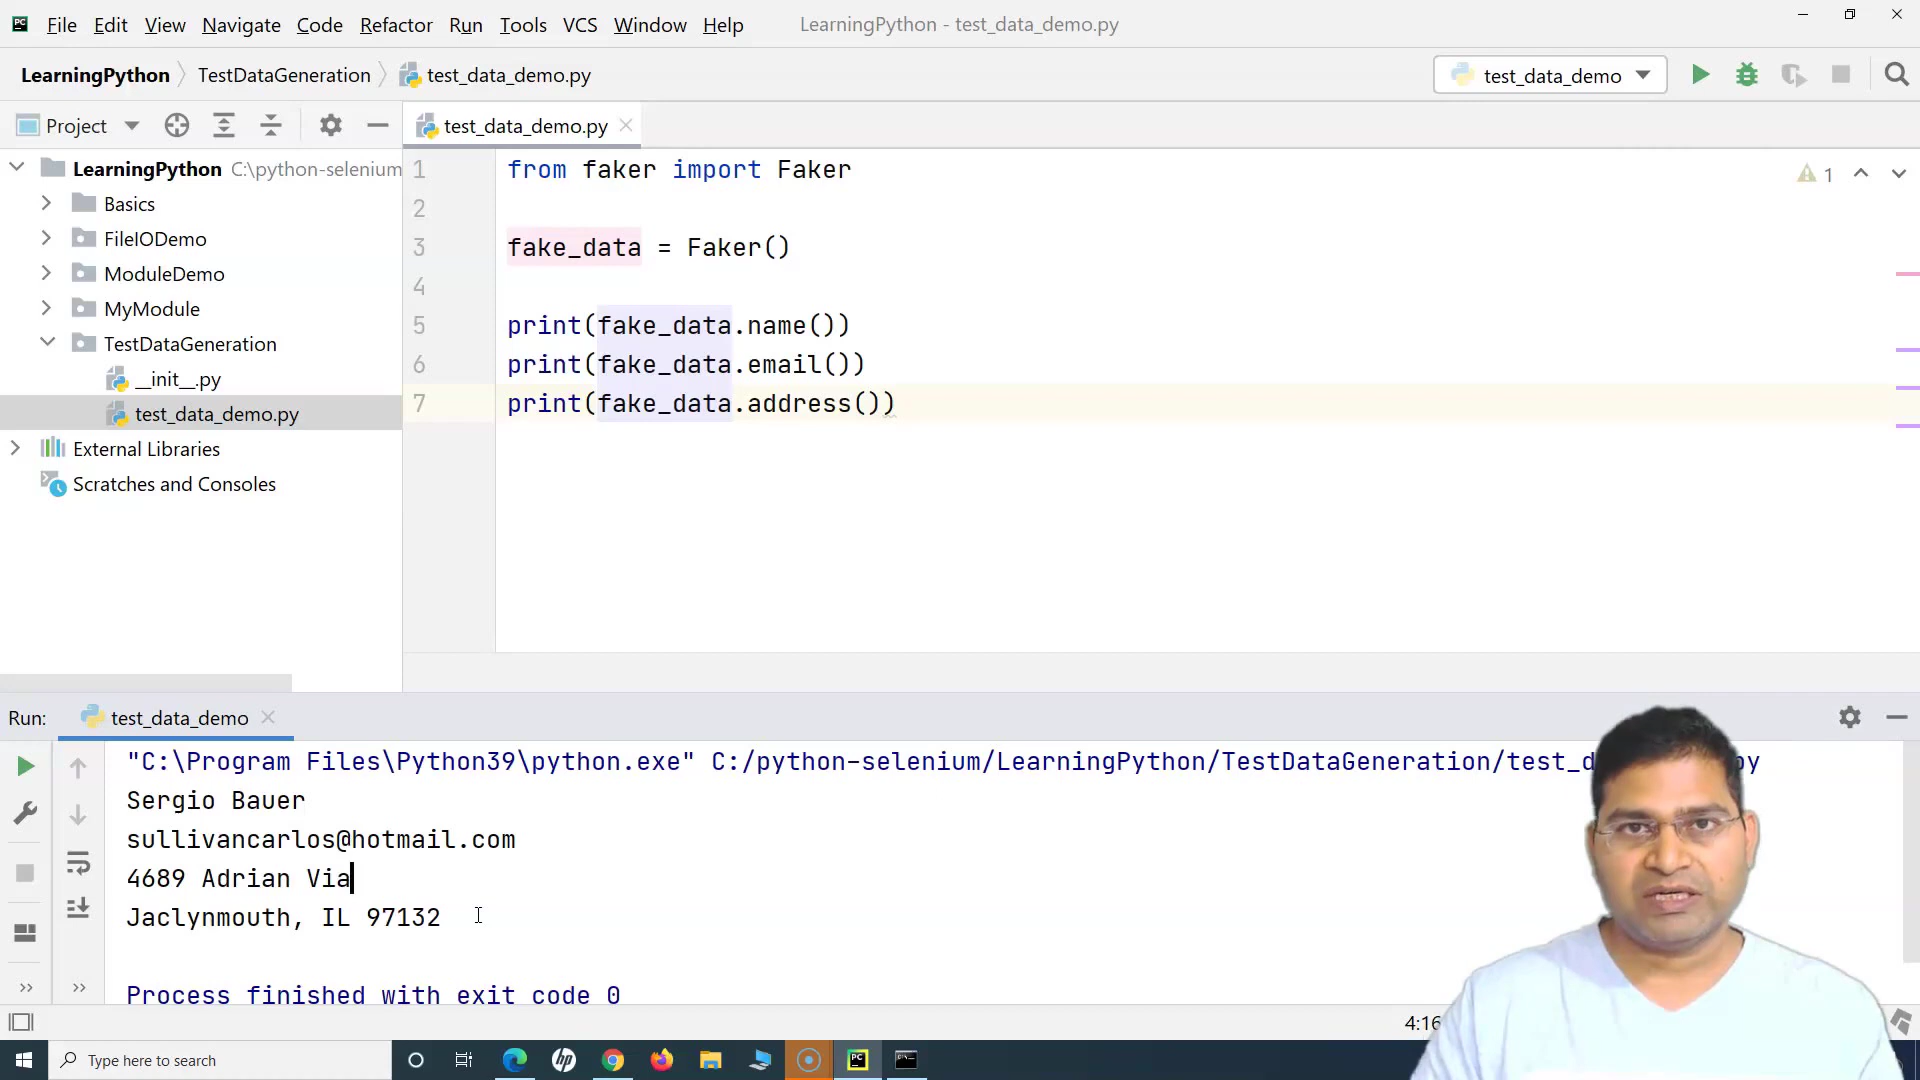 File Edit View Navigate Code Refactor Run Tools VCS Window Help LearningPython - test_data_demo.py
LearningPython TestDataGeneration test_data_demo.py test_data_demo
Project test_data_demo.py
LearningPython C:\python-selenium
Basics
FileIODemo
ModuleDemo
MyModule
TestDataGeneration
__init__.py
test_data_demo.py
External Libraries
Scratches and Consoles
1 from faker import Faker
2
3 fake_data = Faker()
4
5 print(fake_data.name())
6 print(fake_data.email())
7 print(fake_data.address())
1
Run: test_data_demo
"C:\Program Files\Python39\python.exe" C:/python-selenium/LearningPython/TestDataGeneration/test_d py
Sergio Bauer
sullivancarlos@hotmail.com
4689 Adrian Via
Jaclynmouth, IL 97132
Process finished with exit code 0
4:16
Type here to search
hp
PC